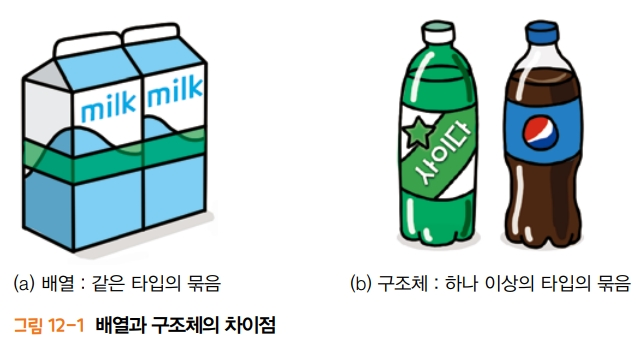 milk milk
사이다
(a) 배열 : 같은 타입의 묶음
(b) 구조체 : 하나 이상의 타입의 묶음
그림 12-1 배열과 구조체의 차이점